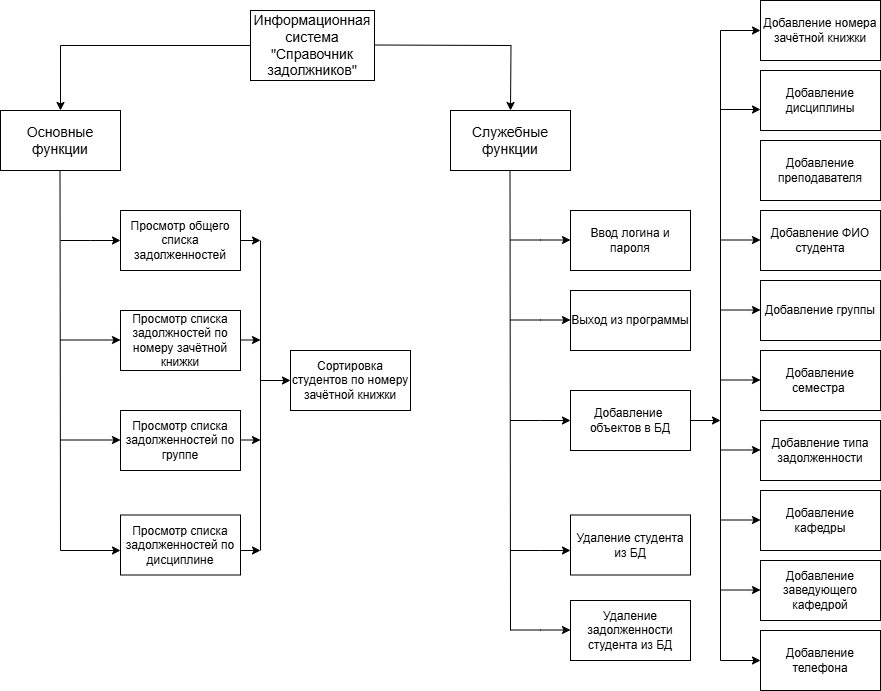 Информационная
система
"Справочник
задолжников"
Основные
функции
Просмотр общего
списка
задолженностей
Просмотр списка
задолжностей по
номеру зачётной
книжки
Просмотр списка
задолженностей по
группе
Просмотр списка
задолженностей по
дисциплине
Сортировка
студентов по номеру
зачётной книжки
Служебные
функции
Ввод логина и
пароля
Выход из программы
Добавление
объектов в БД
Удаление студента
из БД
Удаление
задолженности
студента из БД
Добавление номера
зачётной книжки
Добавление
дисциплины
Добавление
преподавателя
Добавление ФИО
студента
Добавление группы
Добавление
семестра
Добавление типа
задолженности
Добавление
кафедры
Добавление
заведующего
кафедрой
Добавление
телефона